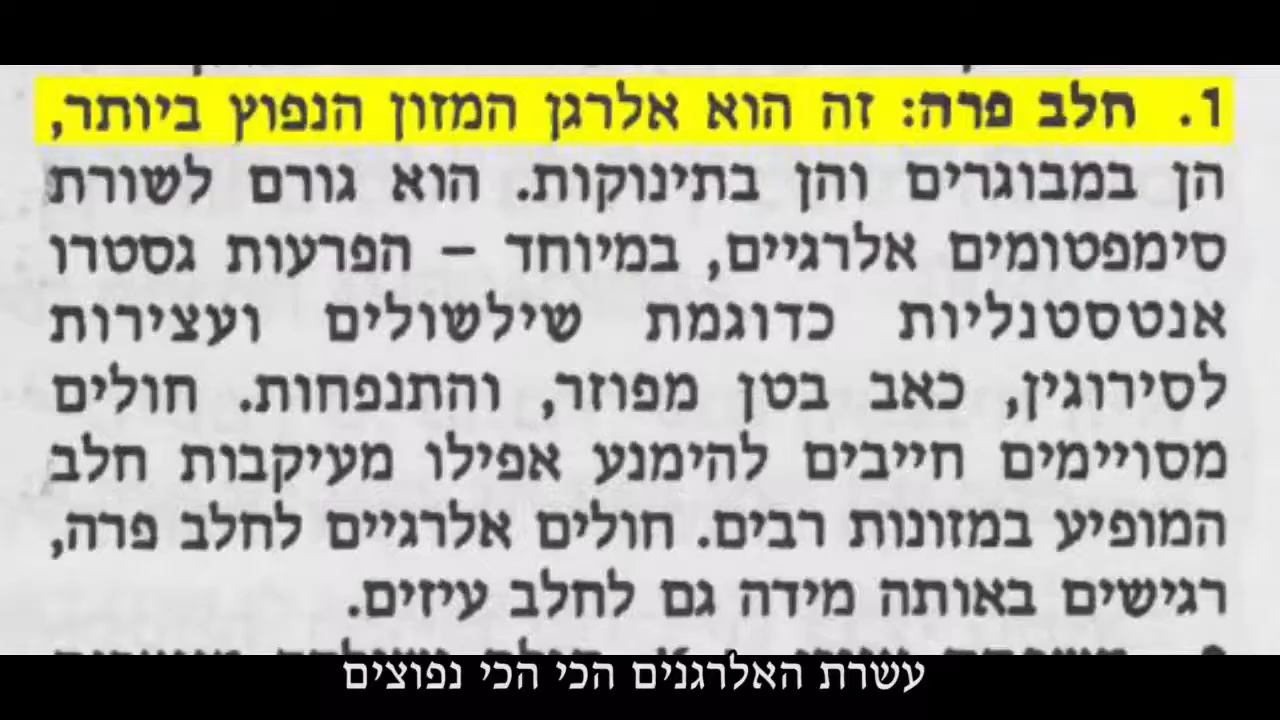 1. חלב פרה: זה הוא אלרגן המזון הנפוץ ביותר,
הן במבוגרים והן בתינוקות. הוא גורם לשורת
סימפטומים אלרגיים, במיוחד – הפרעות גסטרו
אנטסטנליות כדוגמת שילשולים ועצירות
לסירוגין, כאב בטן מפוזר, והתנפחות. חולים
מסויימים חייבים להימנע אפילו מעיקבות חלב
המופיע במזונות רבים. חולים אלרגיים לחלב פרה,
רגישים באותה מידה גם לחלב עיזים.
עשרת האלרגנים הכי הכי נפוצים